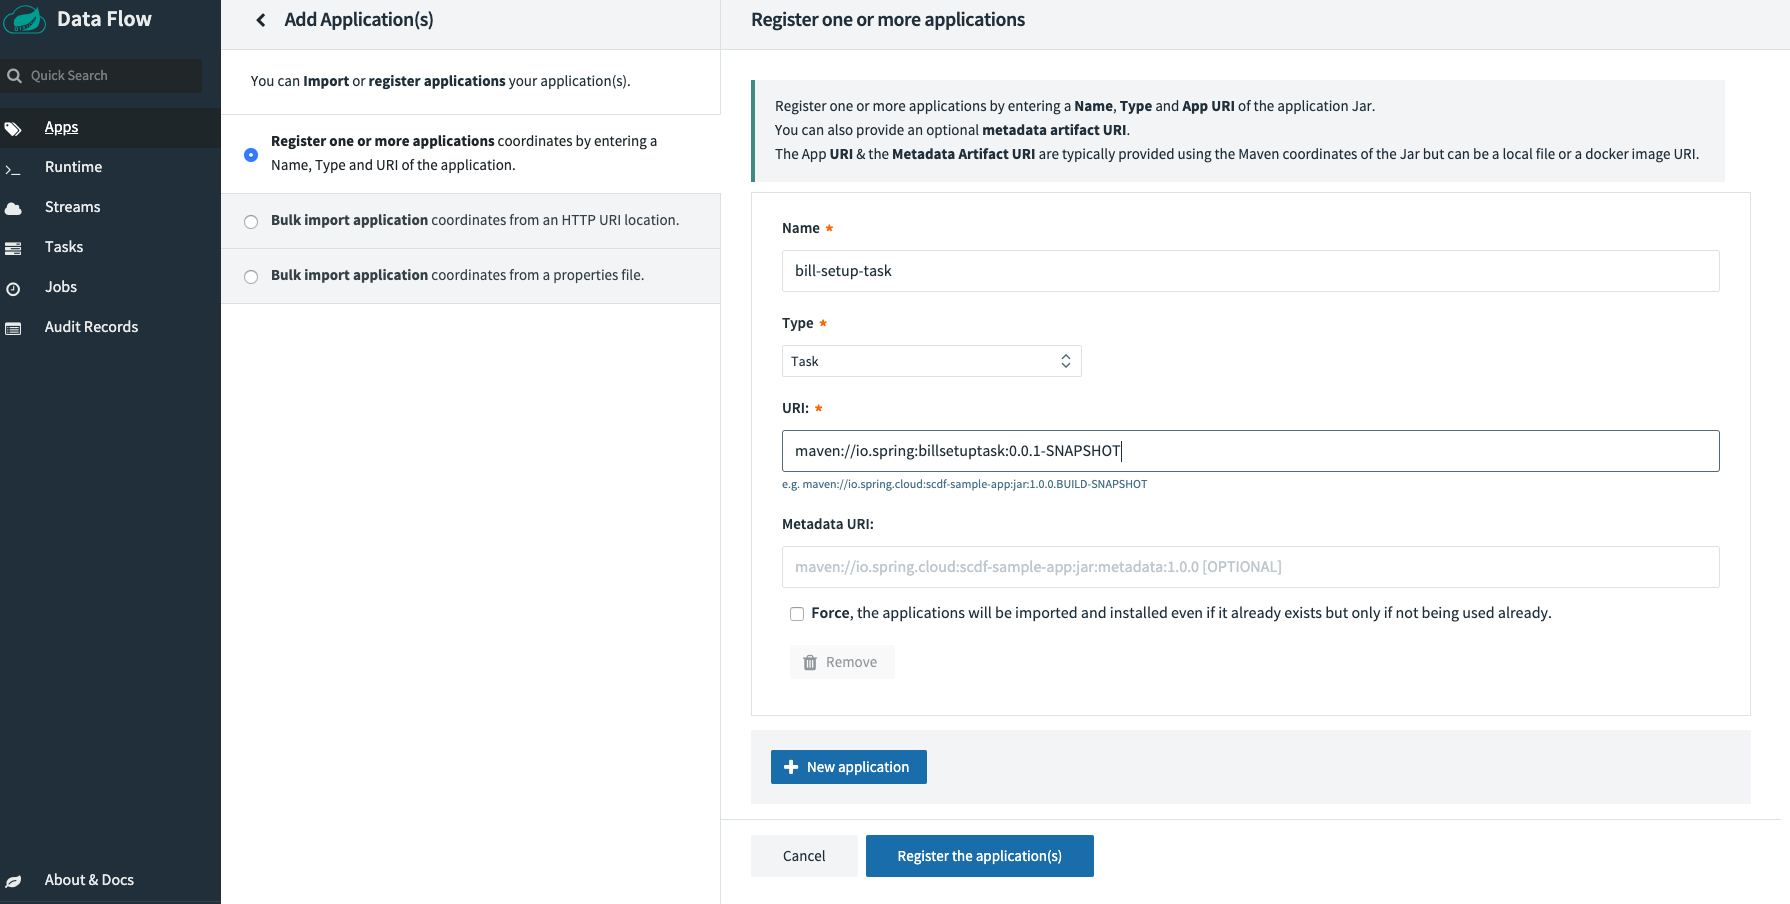 Data Flow
Quick Search
Apps
Runtime
Streams
Tasks
Jobs
Audit Records
About & Docs
Add Application(s)
You can Import or register applications your application(s).
Register one or more applications coordinates by entering a
Name, Type and URI of the application.
Bulk import application coordinates from an HTTP URI location.
Bulk import application coordinates from a properties file.
Register one or more applications
Register one or more applications by entering a Name, Type and App URI of the application Jar.
You can also provide an optional metadata artifact URI.
The App URI & the Metadata Artifact URI are typically provided using the Maven coordinates of the Jar but can be a local file or a docker image URI.
Name *
bill-setup-task
Type *
Task
URI: *
maven://io.spring:billsetuptask:0.0.1-SNAPSHOT
e.g. maven://io.spring.cloud:scdf-sample-app:jar:1.0.0.BUILD-SNAPSHOT
Metadata URI:
maven://io.spring.cloud:scdf-sample-app:jar:metadata:1.0.0 [OPTIONAL]
Force, the applications will be imported and installed even if it already exists but only if not being used already.
Remove
New application
Cancel
Register the application(s)